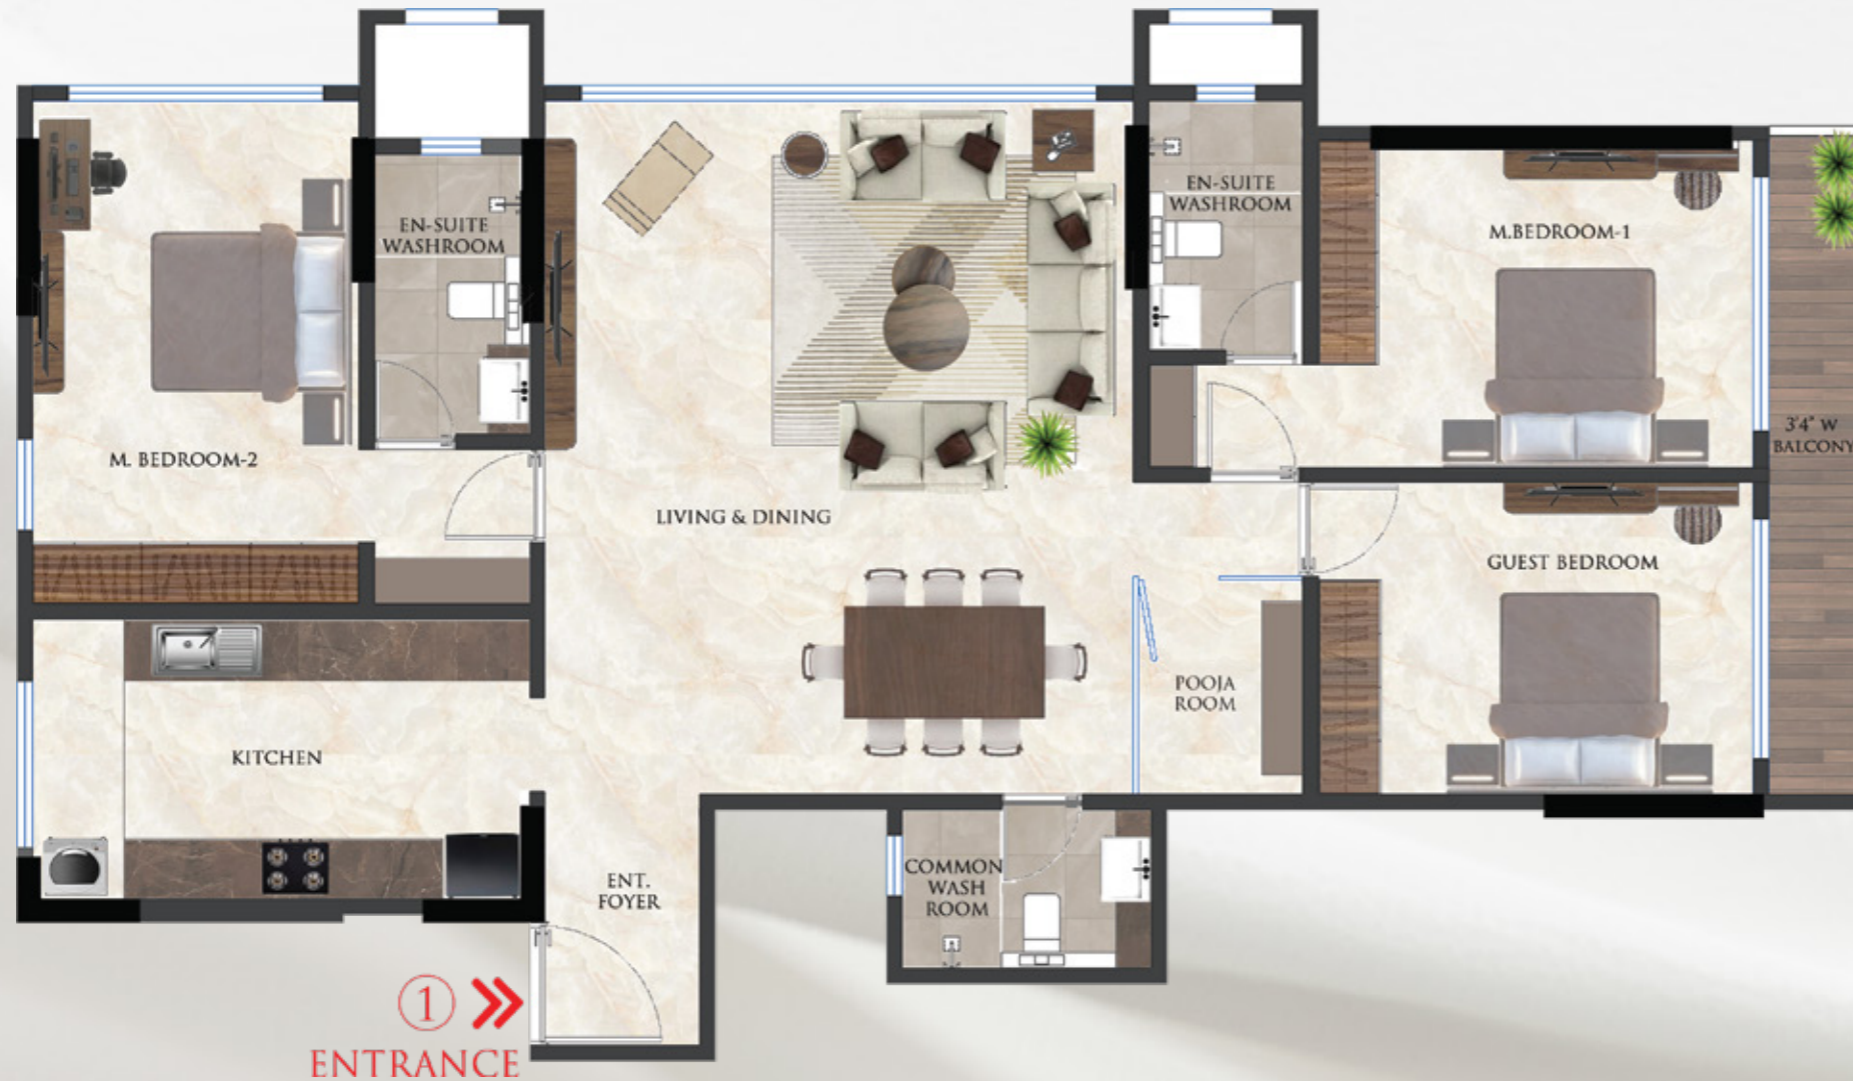 EN-SUITE
WASHROOM
EN-SUITE
WASHROOM
M.BEDROOM-1
M. BEDROOM-2
3'4" W
BALCONY
LIVING & DINING
GUEST BEDROOM
POOJA
ROOM
KITCHEN
ENT.
FOYER
COMMON
WASH
ROOM
1
ENTRANCE